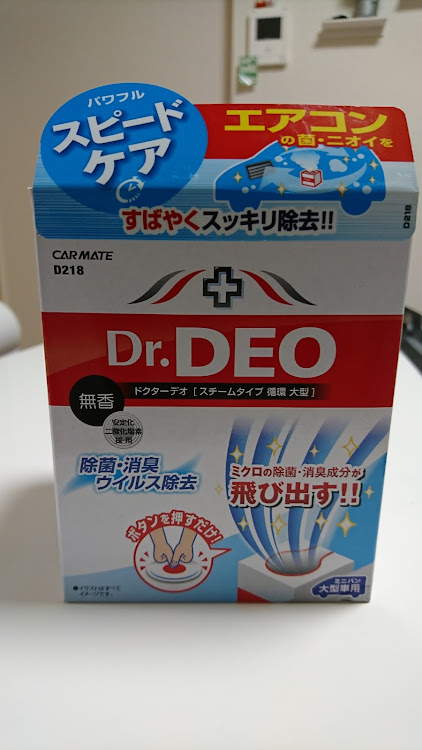 パワフル
スピード
ケア
エアコン
の菌・ニオイを
すばやくスッキリ除去!!
D218
CAR MATE
D218
Dr.DEO
ドクターデオ [ スチームタイプ 循環 大型 ]
無香
安定化
二酸化塩素
採用
除菌・消臭
ウイルス除去
ミクロの除菌・消臭成分が
飛び出す!!
ボタンを押すだけ!
●イラストはすべて
イメージです。
ミニバン
大型車用